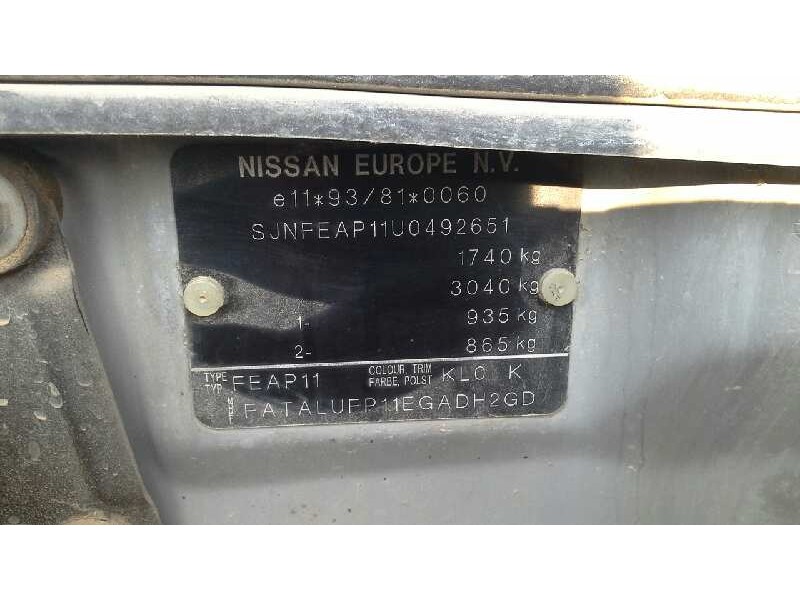 NISSAN EUROPE N.V.
e11*93/81*0060
SJNFEAP11U0492651
1740 kg
3040 kg
1- 935 kg
2- 865 kg
TYPE TYP FEAP11 COLOUR, TRIM FARBE, POLST KL0 K
FATALUFP11EGADH2GD